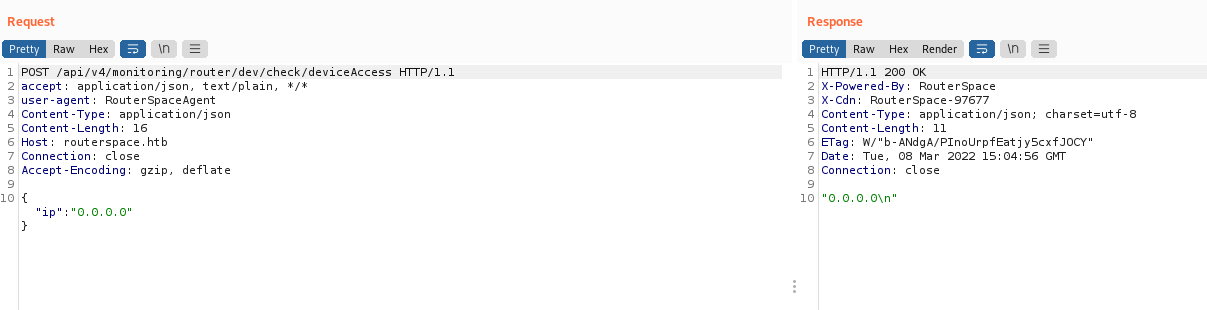 Request
Pretty Raw Hex \n
1 POST /api/v4/monitoring/router/dev/check/deviceAccess HTTP/1.1
2 accept: application/json, text/plain, */*
3 user-agent: RouterSpaceAgent
4 Content-Type: application/json
5 Content-Length: 16
6 Host: routerspace.htb
7 Connection: close
8 Accept-Encoding: gzip, deflate
9
10 {
"ip":"0.0.0.0"
}
Response
Pretty Raw Hex Render \n
1 HTTP/1.1 200 OK
2 X-Powered-By: RouterSpace
3 X-Cdn: RouterSpace-97677
4 Content-Type: application/json; charset=utf-8
5 Content-Length: 11
6 ETag: W/"b-ANdgA/PInoUrpfEatjy5cxfJOCY"
7 Date: Tue, 08 Mar 2022 15:04:56 GMT
8 Connection: close
9
10 "0.0.0.0\n"